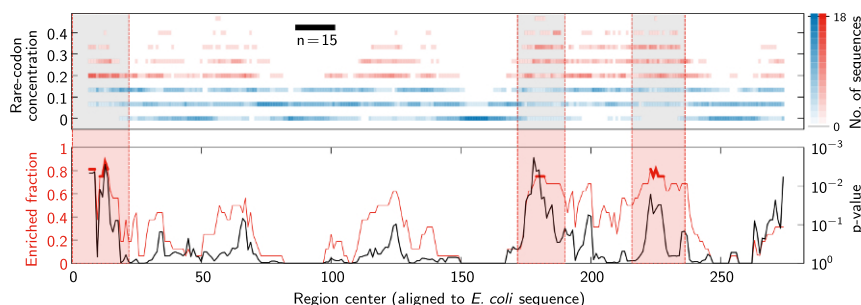 Rare-codon
concentration
0.4
0.3
0.2
0.1
0
n = 15
18
0
No. of sequences
Enriched fraction
1
0.8
0.6
0.4
0.2
0
10⁻³
10⁻²
10⁻¹
10⁰
p-value
0 50 100 150 200 250
Region center (aligned to E. coli sequence)